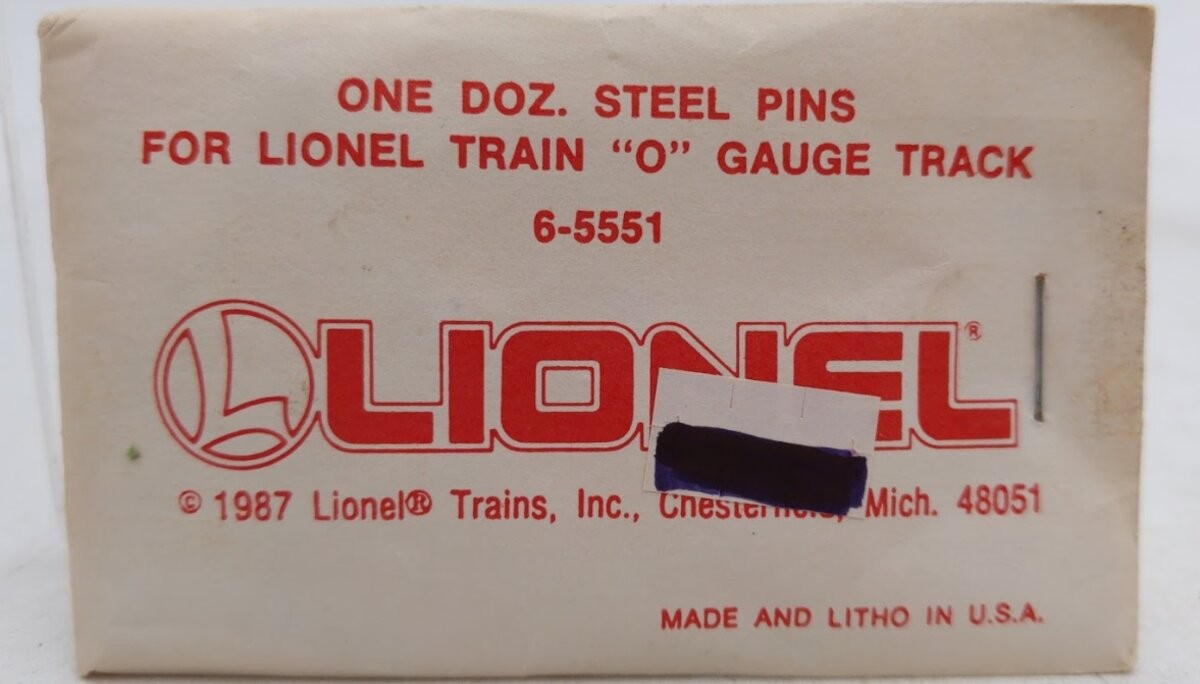 ONE DOZ. STEEL PINS
FOR LIONEL TRAIN "O" GAUGE TRACK
6-5551
L LIONEL®
© 1987 Lionel® Trains, Inc., Mich. 48051
MADE AND LITHO IN U.S.A.